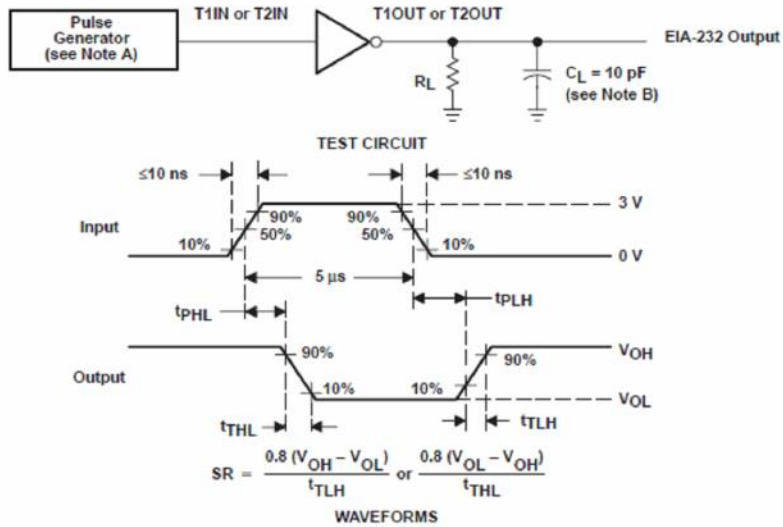 Pulse
Generator
(see Note A)
T1IN or T2IN
T1OUT or T2OUT
EIA-232 Output
RL
CL = 10 pF
(see Note B)
TEST CIRCUIT
≤10 ns
≤10 ns
Input
90%
90%
3 V
50%
50%
10%
10%
0 V
5 μs
tPHL
tPLH
Output
90%
90%
VOH
10%
10%
VOL
tTHL
tTLH
SR = 0.8 (VOH – VOL) / tTLH or 0.8 (VOL – VOH) / tTHL
WAVEFORMS